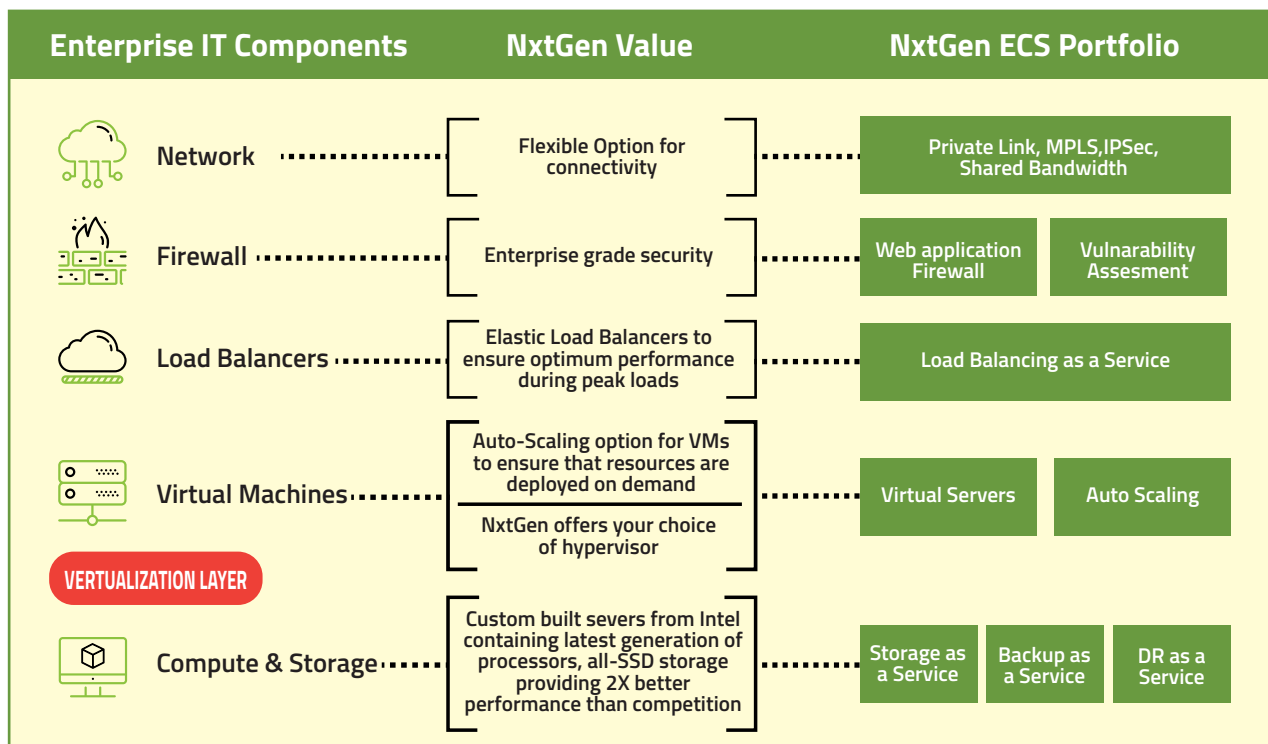 Enterprise IT Components
NxtGen Value
NxtGen ECS Portfolio
Network
Flexible Option for
connectivity
Private Link, MPLS,IPSec,
Shared Bandwidth
Firewall
Enterprise grade security
Web application
Firewall
Vulnarability
Assesment
Load Balancers
Elastic Load Balancers to
ensure optimum performance
during peak loads
Load Balancing as a Service
Virtual Machines
Auto-Scaling option for VMs
to ensure that resources are
deployed on demand
NxtGen offers your choice
of hypervisor
Virtual Servers
Auto Scaling
VERTUALIZATION LAYER
Compute & Storage
Custom built severs from Intel
containing latest generation of
processors, all-SSD storage
providing 2X better
performance than competition
Storage as
a Service
Backup as
a Service
DR as a
Service